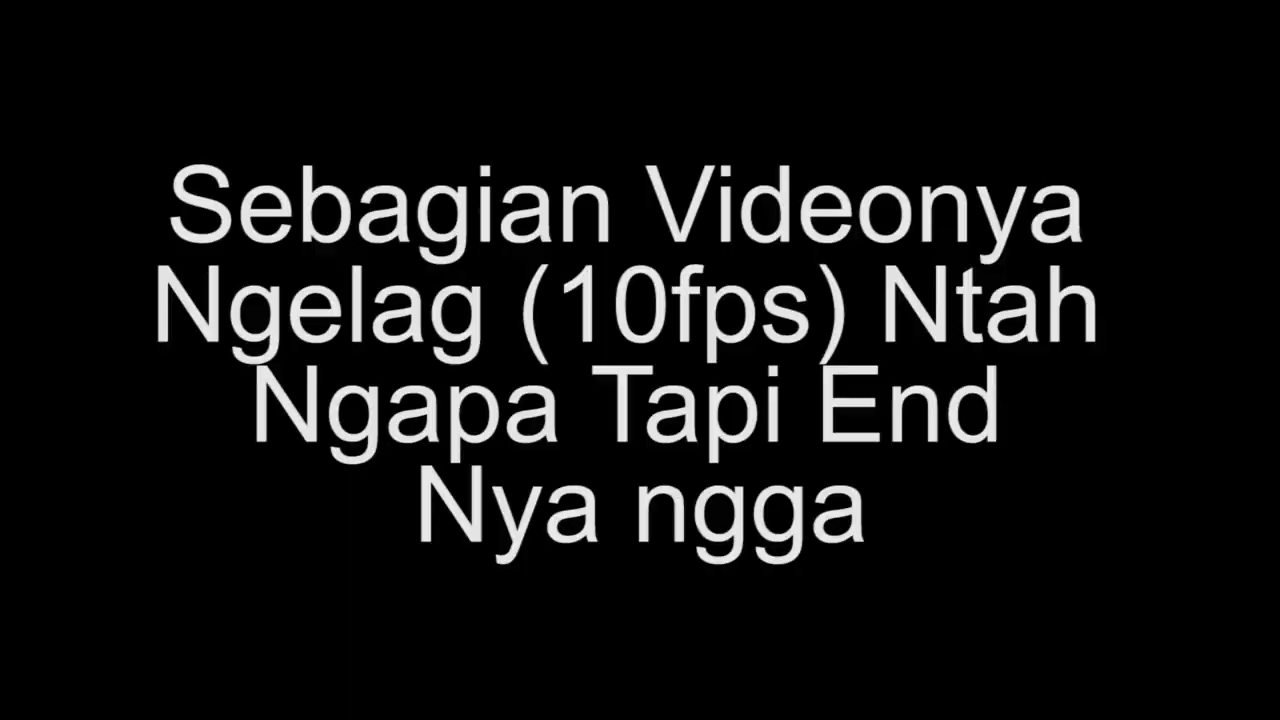 Sebagian Videonya
Ngelag (10fps) Ntah
Ngapa Tapi End
Nya ngga